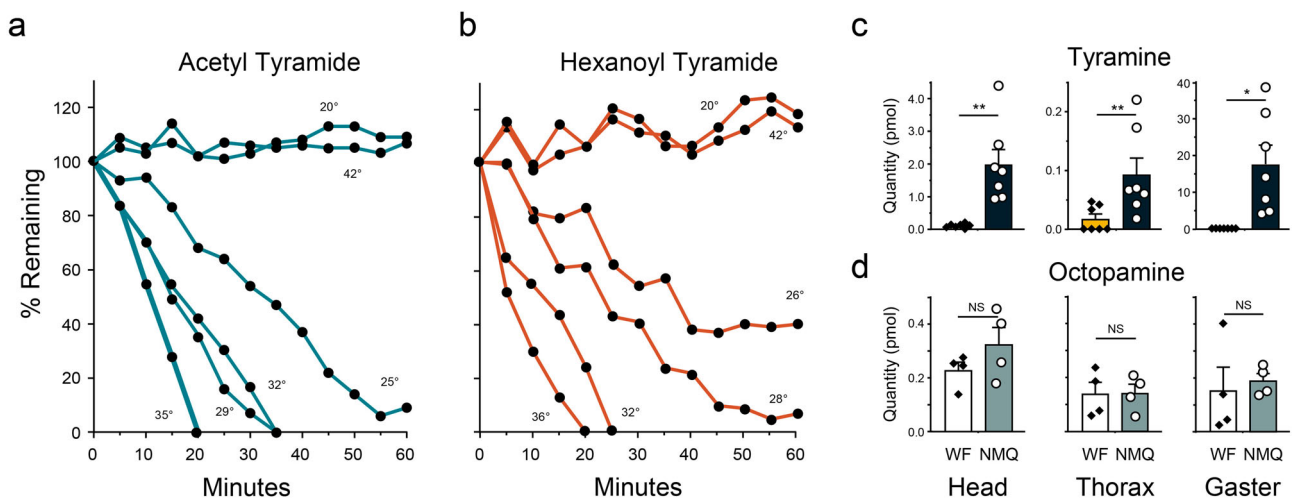 a
Acetyl Tyramide
% Remaining
120
100
80
60
40
20
0
20°
42°
25°
32°
29°
35°
0 10 20 30 40 50 60
Minutes
b
Hexanoyl Tyramide
20°
42°
26°
28°
32°
36°
0 10 20 30 40 50 60
Minutes
c
Tyramine
Quantity (pmol)
4.0
3.0
2.0
1.0
0.0
**
0.2
0.1
0.0
**
40
30
20
10
0
*
d
Octopamine
Quantity (pmol)
0.4
0.2
0.0
NS
NS
NS
WF NMQ WF NMQ WF NMQ
Head Thorax Gaster